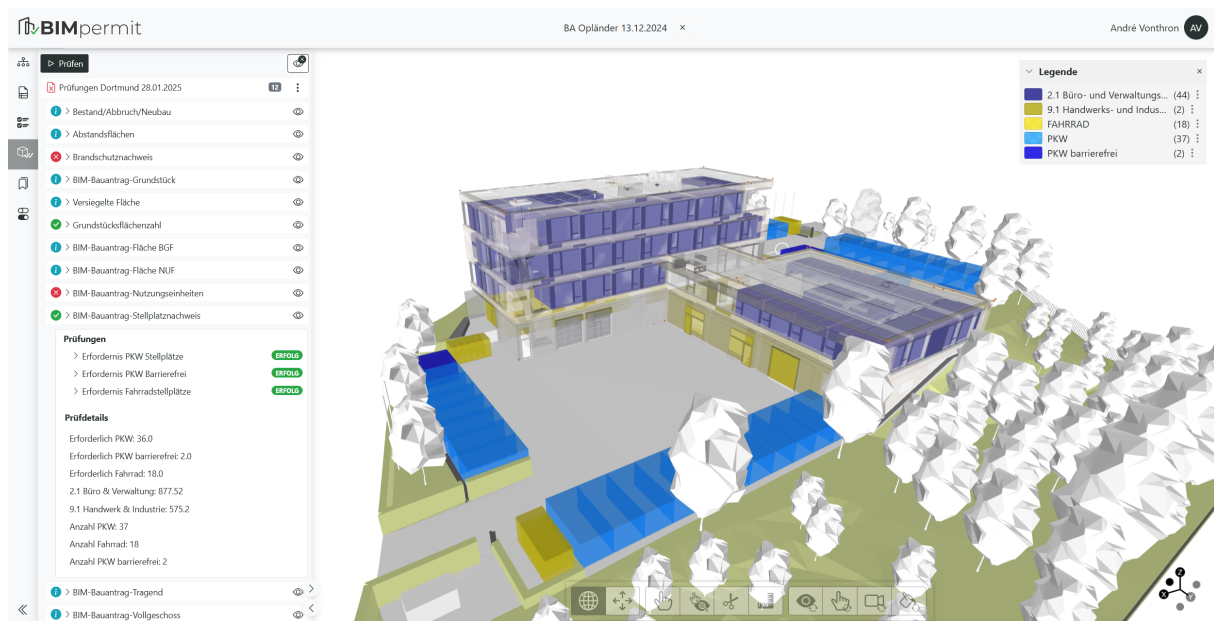 BIMpermit
BA Opländer 13.12.2024 ×
André Vonthron AV
Prüfen
Prüfungen Dortmund 28.01.2025 12
Bestand/Abbruch/Neubau
Abstandsflächen
Brandschutznachweis
BIM-Bauantrag-Grundstück
Versiegelte Fläche
Grundstücksflächenzahl
BIM-Bauantrag-Fläche BGF
BIM-Bauantrag-Fläche NUF
BIM-Bauantrag-Nutzungseinheiten
BIM-Bauantrag-Stellplatznachweis
Prüfungen
Erfordernis PKW Stellplätze ERFOLG
Erfordernis PKW Barrierefrei ERFOLG
Erfordernis Fahrradstellplätze ERFOLG
Prüfdetails
Erforderlich PKW: 36.0
Erforderlich PKW barrierefrei: 2.0
Erforderlich Fahrrad: 18.0
2.1 Büro & Verwaltung: 877.52
9.1 Handwerk & Industrie: 575.2
Anzahl PKW: 37
Anzahl Fahrrad: 18
Anzahl PKW barrierefrei: 2
BIM-Bauantrag-Tragend
BIM-Bauantrag-Vollgeschoss
Legende ×
2.1 Büro- und Verwaltungs... (44)
9.1 Handwerks- und Indus... (2)
FAHRRAD (18)
PKW (37)
PKW barrierefrei (2)
Z
X
Y